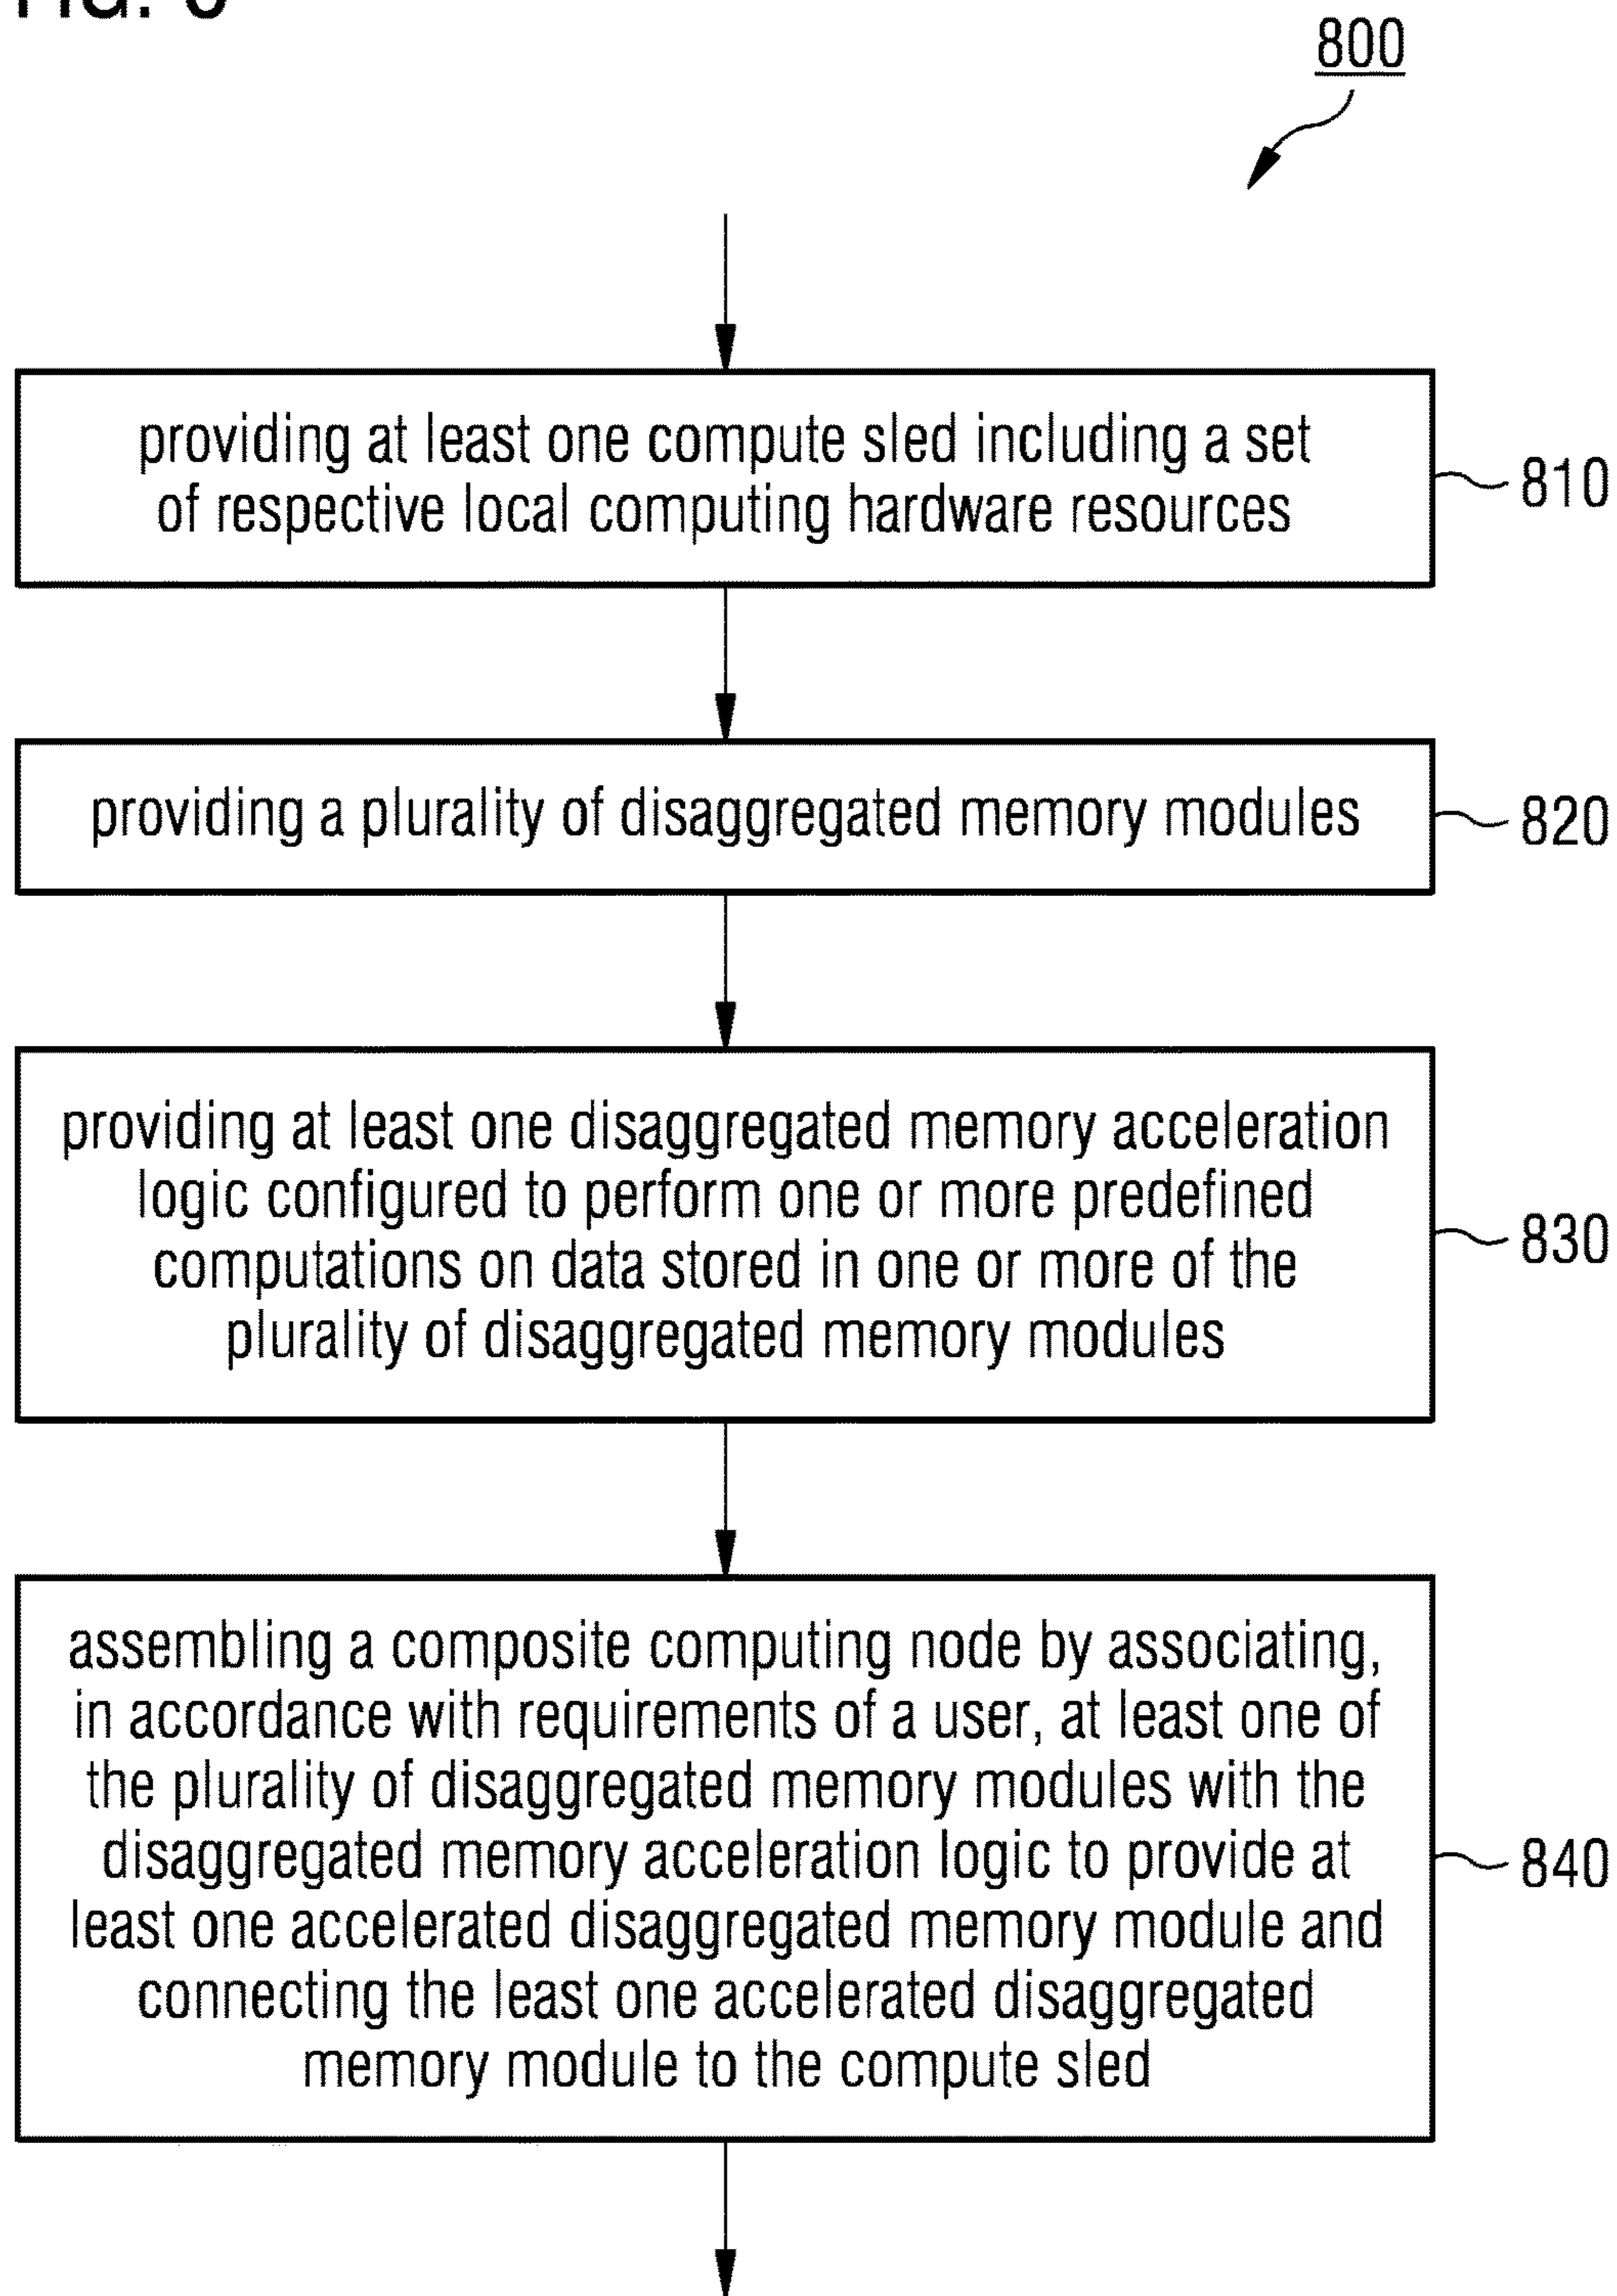 800
providing at least one compute sled including a set
of respective local computing hardware resources
810
providing a plurality of disaggregated memory modules
820
providing at least one disaggregated memory acceleration
logic configured to perform one or more predefined
computations on data stored in one or more of the
plurality of disaggregated memory modules
830
assembling a composite computing node by associating,
in accordance with requirements of a user, at least one of
the plurality of disaggregated memory modules with the
disaggregated memory acceleration logic to provide at
least one accelerated disaggregated memory module and
connecting the least one accelerated disaggregated
memory module to the compute sled
840